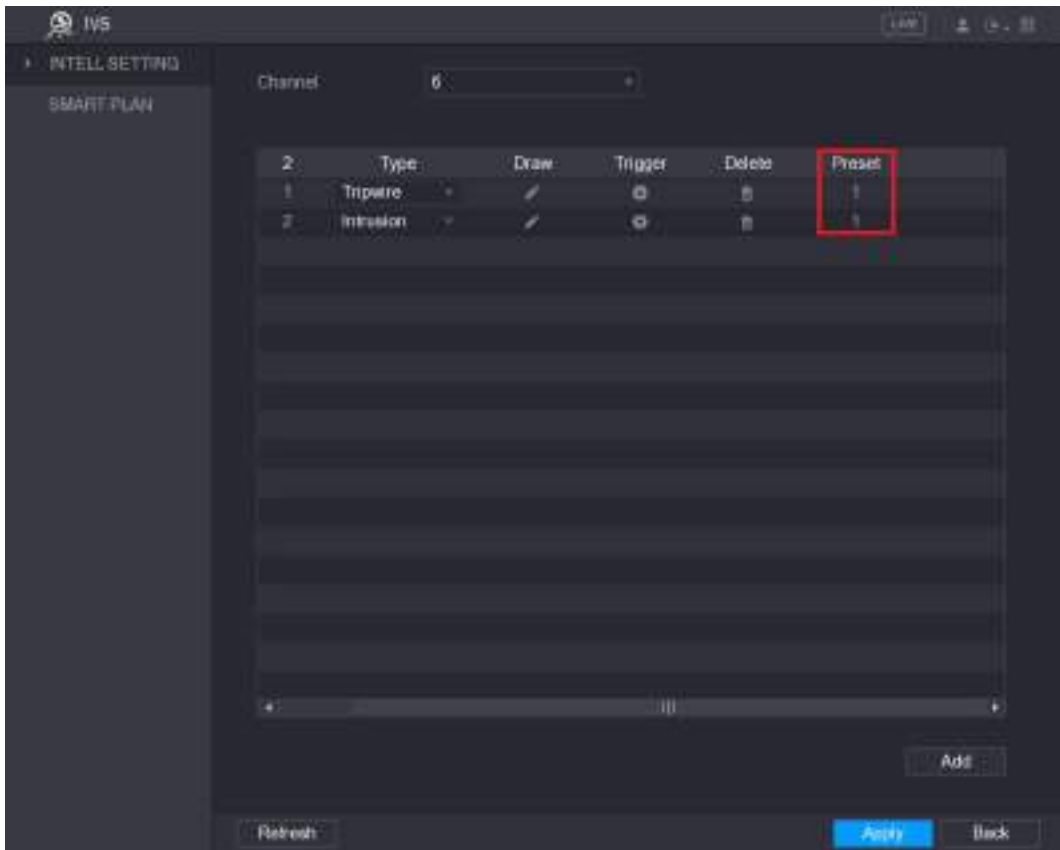 IVS
LIVE
INTELL SETTING
SMART PLAN
Channel 6
2 Type Draw Trigger Delete Preset
1 Tripwire 1
2 Intrusion 1
Add
Refresh Apply Back